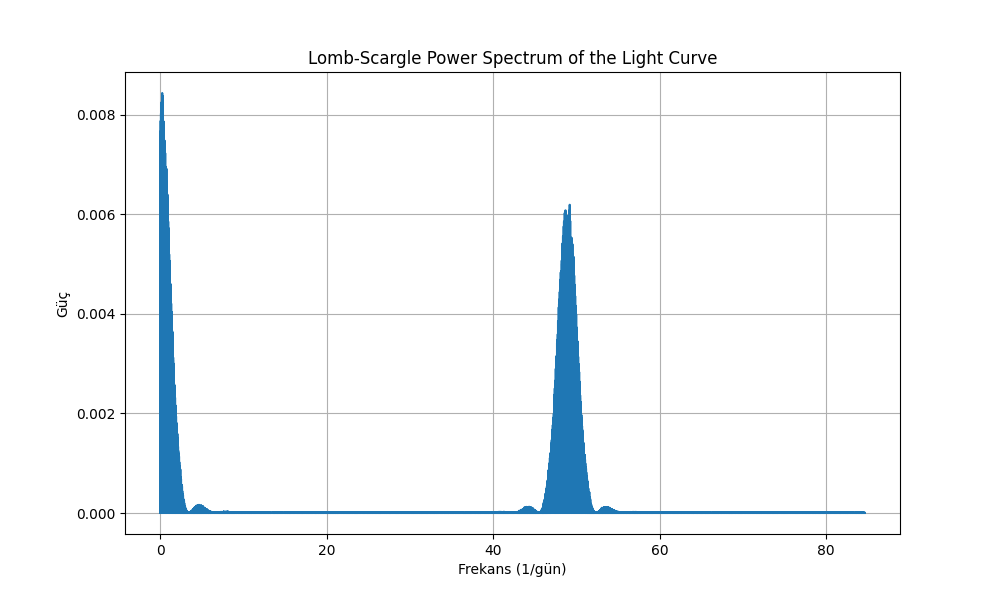 Lomb-Scargle Power Spectrum of the Light Curve
Güç
0.008
0.006
0.004
0.002
0.000
0 20 40 60 80
Frekans (1/gün)